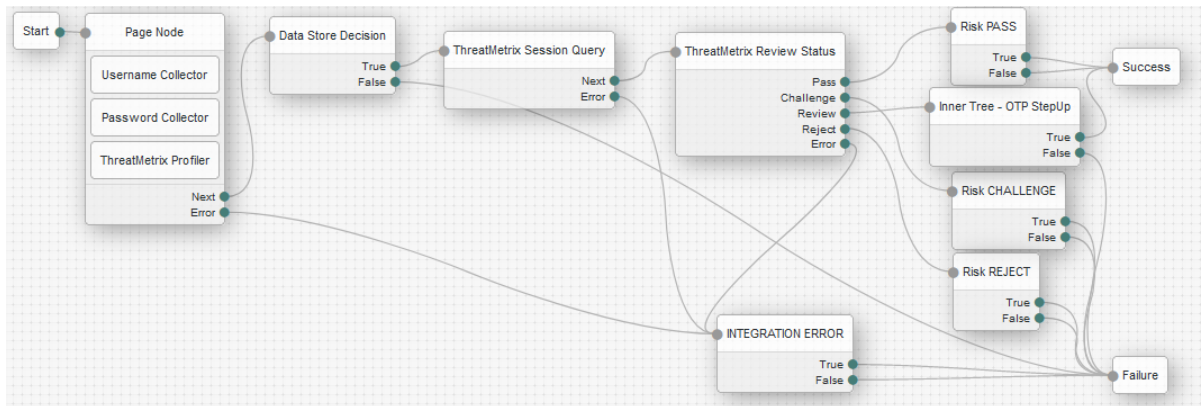 Start
Page Node
Username Collector
Password Collector
ThreatMetrix Profiler
Next
Error
Data Store Decision
True
False
ThreatMetrix Session Query
Next
Error
ThreatMetrix Review Status
Pass
Challenge
Review
Reject
Error
Risk PASS
True
False
Success
Inner Tree - OTP StepUp
True
False
Risk CHALLENGE
True
False
Risk REJECT
True
False
INTEGRATION ERROR
True
False
Failure